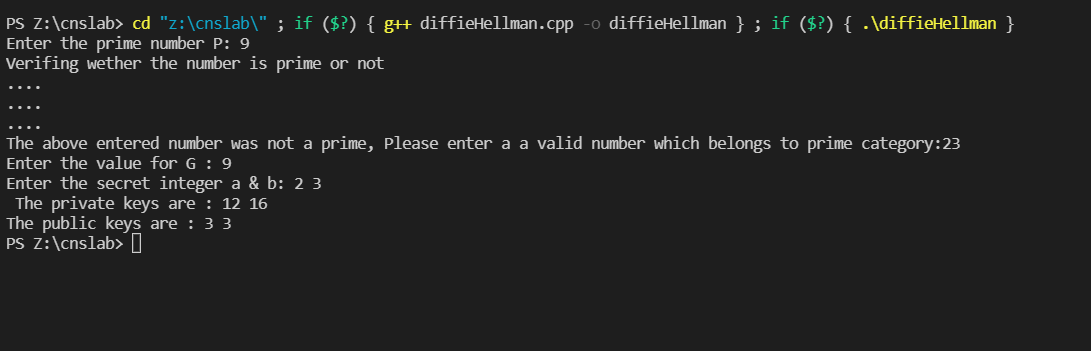 PS Z:\cnslab> cd "z:\cnslab\" ; if ($?) { g++ diffieHellman.cpp -o diffieHellman } ; if ($?) { .\diffieHellman }
Enter the prime number P: 9
Verifing wether the number is prime or not
....
....
....
The above entered number was not a prime, Please enter a a valid number which belongs to prime category:23
Enter the value for G : 9
Enter the secret integer a & b: 2 3
 The private keys are : 12 16
The public keys are : 3 3
PS Z:\cnslab>